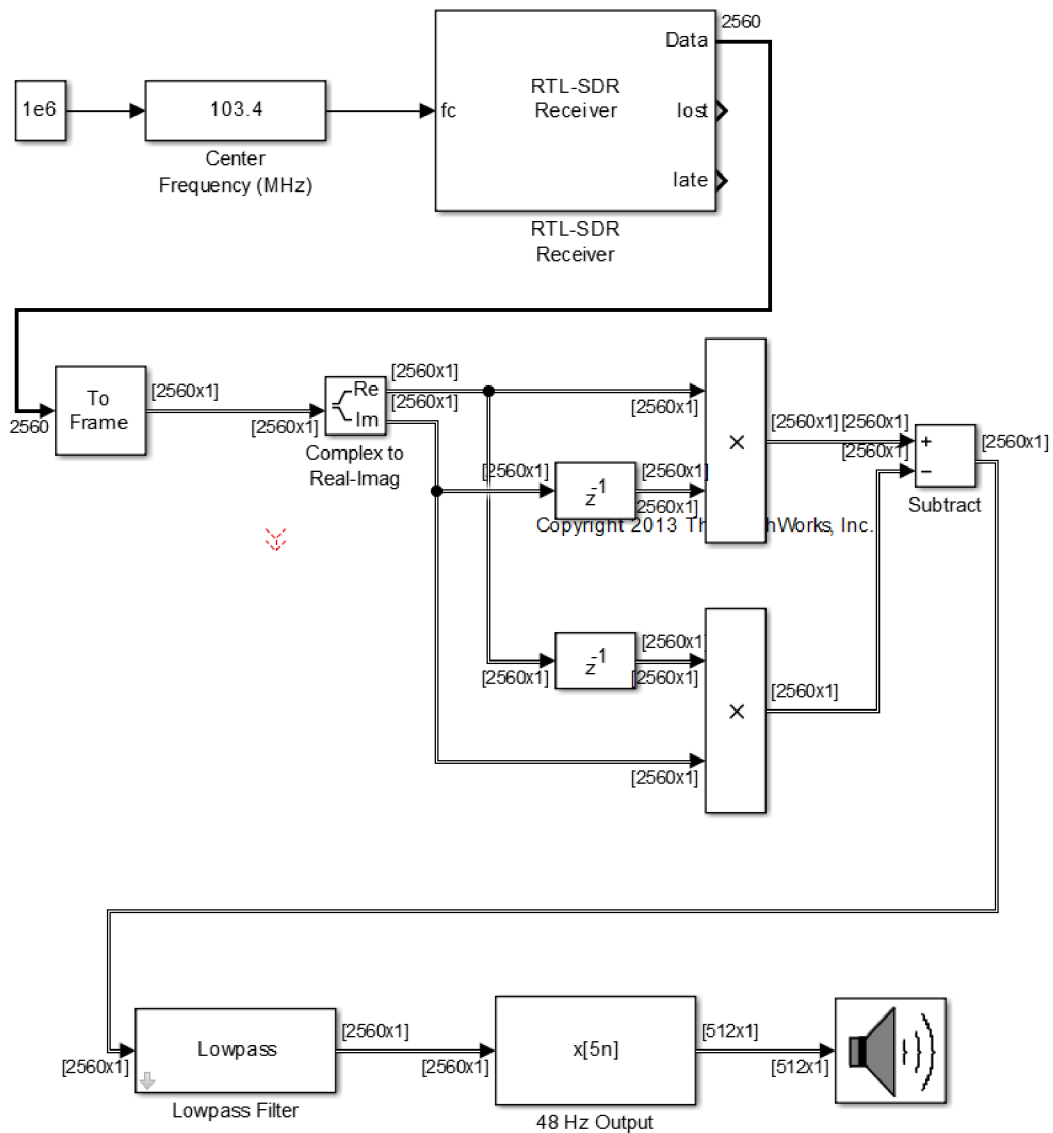 2560
Data
RTL-SDR
Receiver
1e6
103.4
fc
lost
late
Center
Frequency (MHz)
RTL-SDR
Receiver
To
Frame
2560
[2560x1]
[2560x1]
Re
Im
[2560x1]
[2560x1]
Complex to
Real-Imag
[2560x1]
[2560x1]
z-1
[2560x1]
[2560x1]
×
[2560x1]
[2560x1]
[2560x1]
+
−
[2560x1]
Subtract
Copyright 2013 Th
hWorks, Inc.
[2560x1]
z-1
[2560x1]
[2560x1]
×
[2560x1]
[2560x1]
[2560x1]
Lowpass
[2560x1]
[2560x1]
x[5n]
[512x1]
[512x1]
Lowpass Filter
48 Hz Output